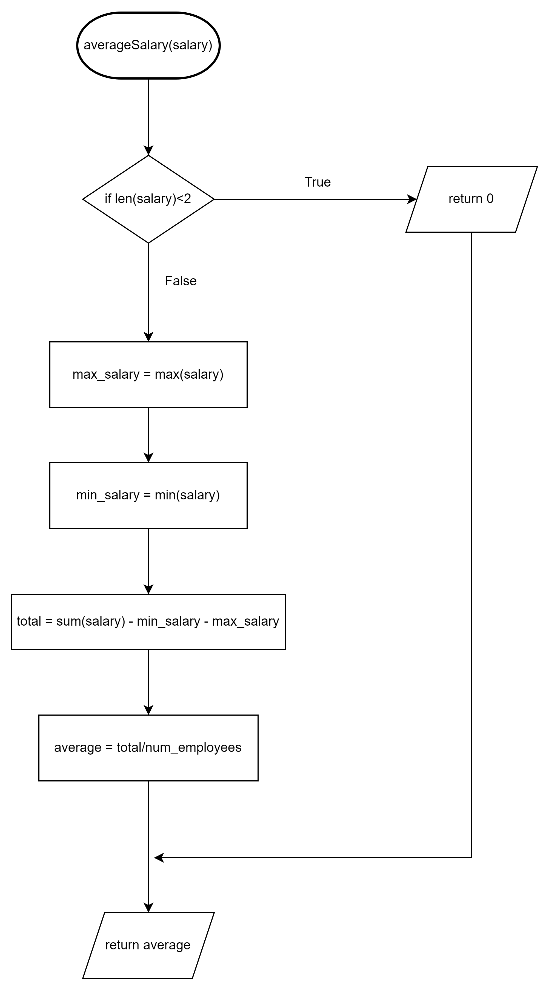 averageSalary(salary)
if len(salary)<2
True
return 0
False
max_salary = max(salary)
min_salary = min(salary)
total = sum(salary) - min_salary - max_salary
average = total/num_employees
return average